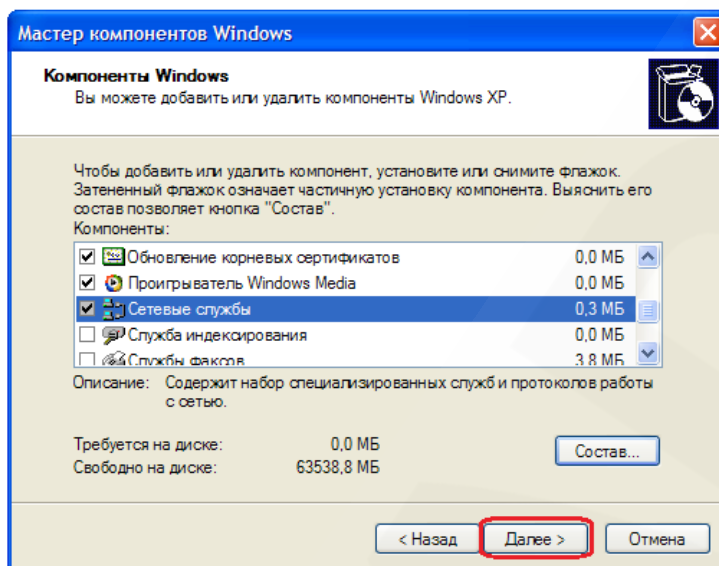 Мастер компонентов Windows
Компоненты Windows
Вы можете добавить или удалить компоненты Windows XP.
Чтобы добавить или удалить компонент, установите или снимите флажок.
Затененный флажок означает частичную установку компонента. Выяснить его
состав позволяет кнопка "Состав".
Компоненты:
Обновление корневых сертификатов 0,0 МБ
Проигрыватель Windows Media 0,0 МБ
Сетевые службы 0,3 МБ
Служба индексирования 0,0 МБ
Службы факсов 3,8 МБ
Описание: Содержит набор специализированных служб и протоколов работы
с сетью.
Требуется на диске: 0,0 МБ
Свободно на диске: 63538,8 МБ
Состав...
< Назад Далее > Отмена